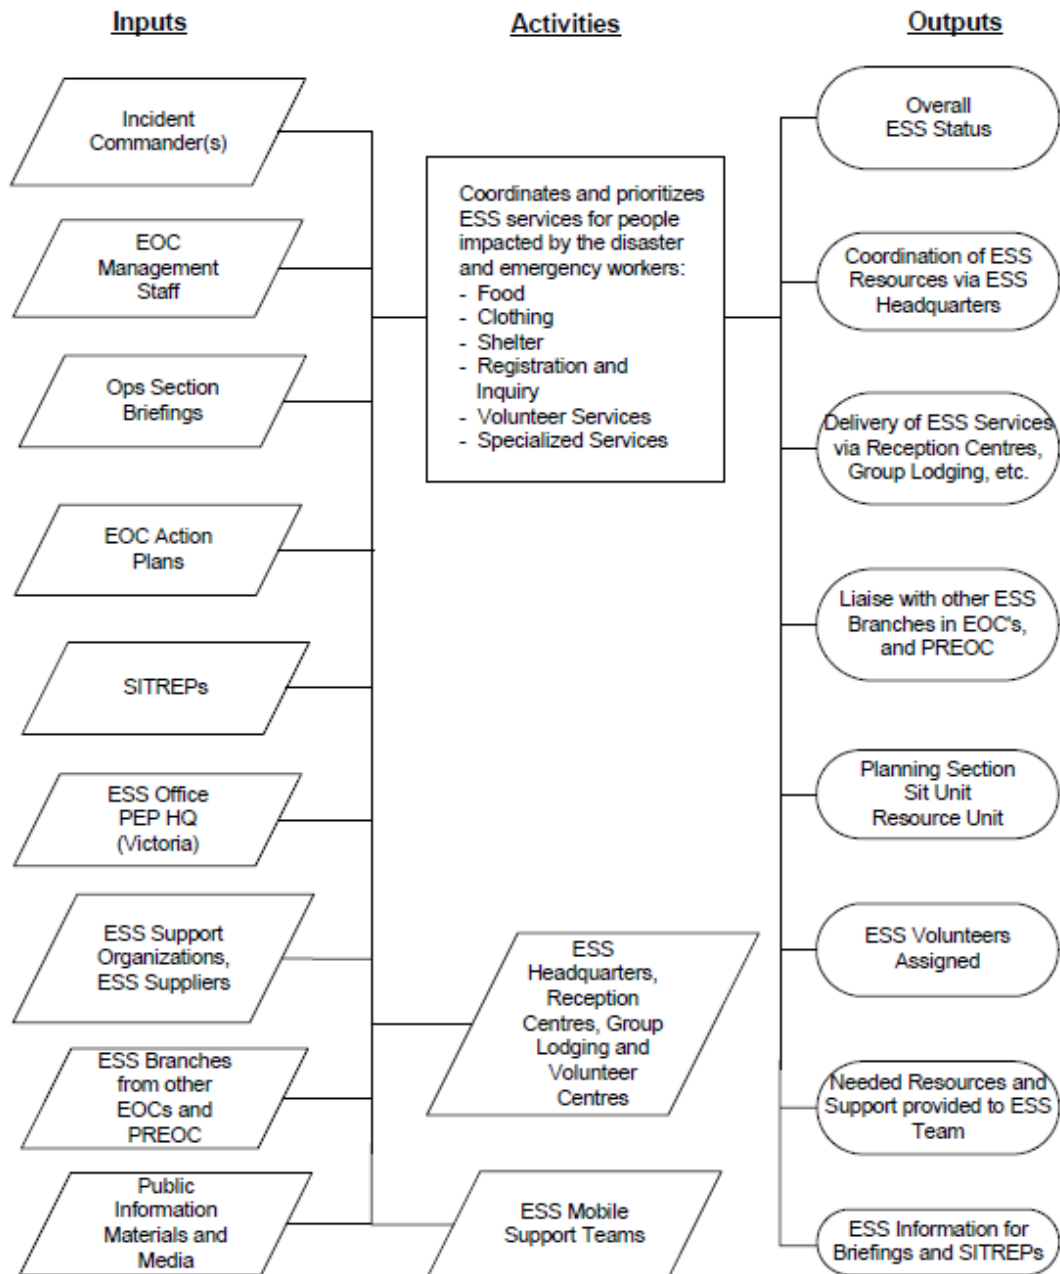 Inputs
Activities
Outputs
Incident
Commander(s)
EOC
Management
Staff
Ops Section
Briefings
EOC Action
Plans
SITREPs
ESS Office
PEP HQ
(Victoria)
ESS Support
Organizations,
ESS Suppliers
ESS Branches
from other
EOCs and
PREOC
Public
Information
Materials and
Media
Coordinates and prioritizes
ESS services for people
impacted by the disaster
and emergency workers:
- Food
- Clothing
- Shelter
- Registration and
Inquiry
- Volunteer Services
- Specialized Services
ESS
Headquarters,
Reception
Centres, Group
Lodging and
Volunteer
Centres
ESS Mobile
Support Teams
Overall
ESS Status
Coordination of ESS
Resources via ESS
Headquarters
Delivery of ESS Services
via Reception Centres,
Group Lodging, etc.
Liaise with other ESS
Branches in EOC's,
and PREOC
Planning Section
Sit Unit
Resource Unit
ESS Volunteers
Assigned
Needed Resources and
Support provided to ESS
Team
ESS Information for
Briefings and SITREPs